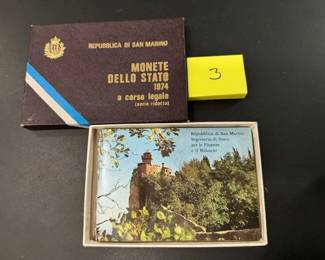 REPUBBLICA DI SAN MARINO
MONETE
DELLO STATO
1974
a corso legale
(serie ridotta)
3
Repubblica di San Marino
Segreteria di Stato
per le Finanze
e il Bilancio